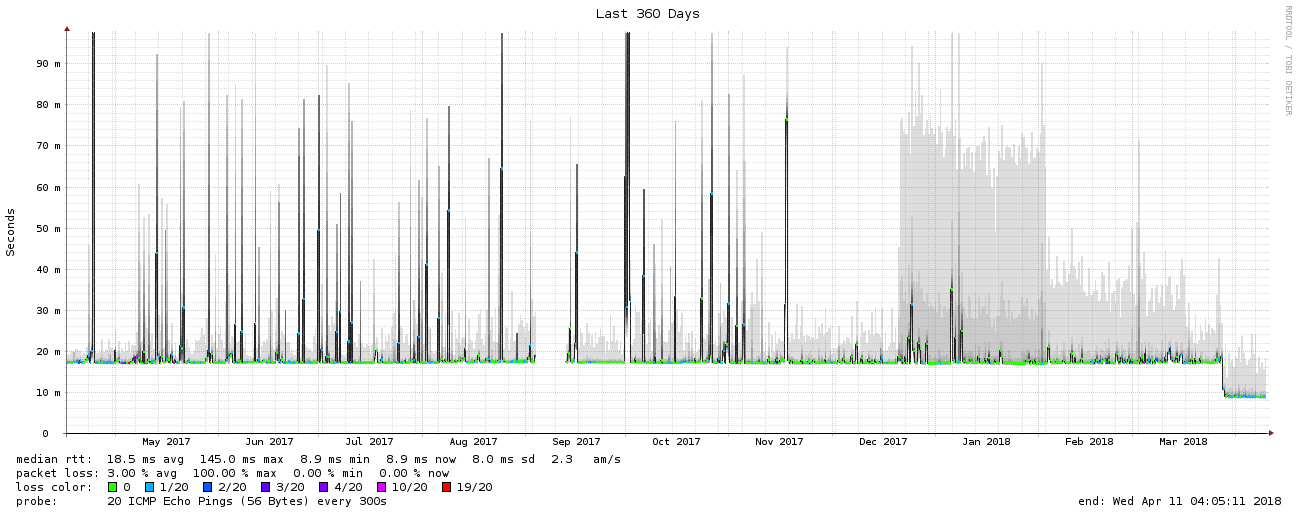 Last 360 Days
RRDTOOL / TOBI OETIKER
Seconds
90 m
80 m
70 m
60 m
50 m
40 m
30 m
20 m
10 m
0
May 2017 Jun 2017 Jul 2017 Aug 2017 Sep 2017 Oct 2017 Nov 2017 Dec 2017 Jan 2018 Feb 2018 Mar 2018
median rtt: 18.5 ms avg 145.0 ms max 8.9 ms min 8.9 ms now 8.0 ms sd 2.3 am/s
packet loss: 3.00 % avg 100.00 % max 0.00 % min 0.00 % now
loss color: 0 1/20 2/20 3/20 4/20 10/20 19/20
probe: 20 ICMP Echo Pings (56 Bytes) every 300s end: Wed Apr 11 04:05:11 2018